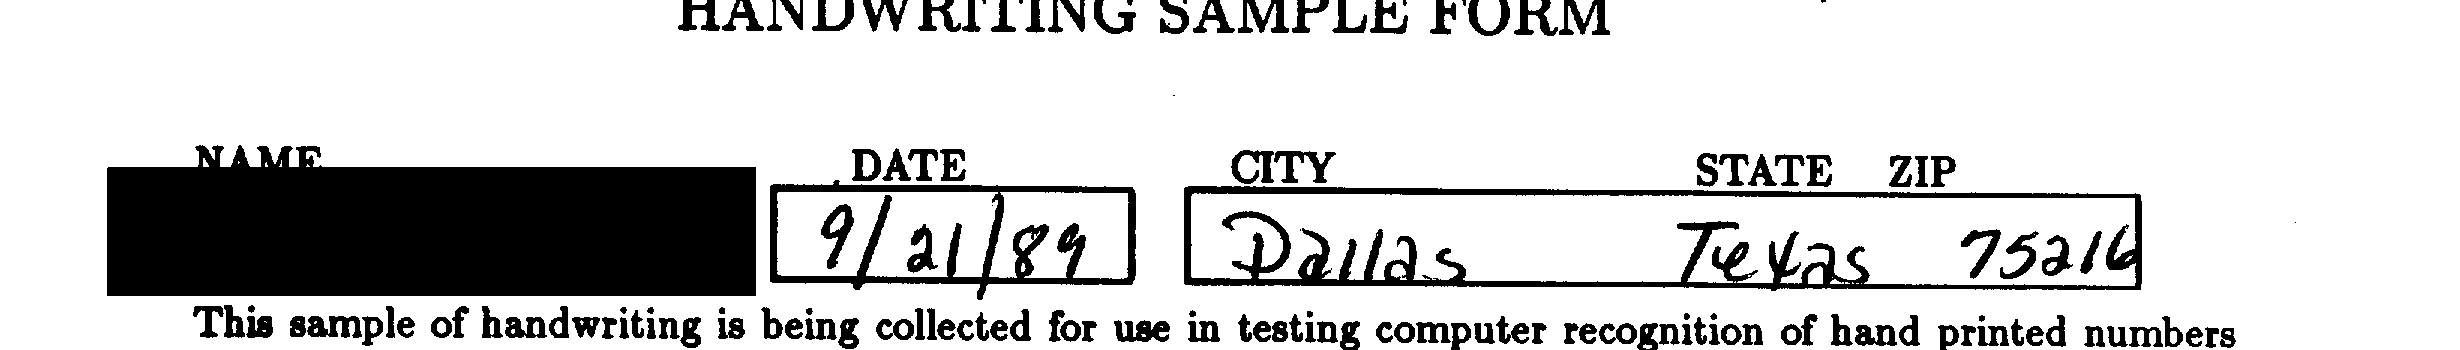 HANDWRITING SAMPLE FORM
NAME DATE CITY STATE ZIP
9/21/89 Dallas Texas 75216
This sample of handwriting is being collected for use in testing computer recognition of hand printed numbers